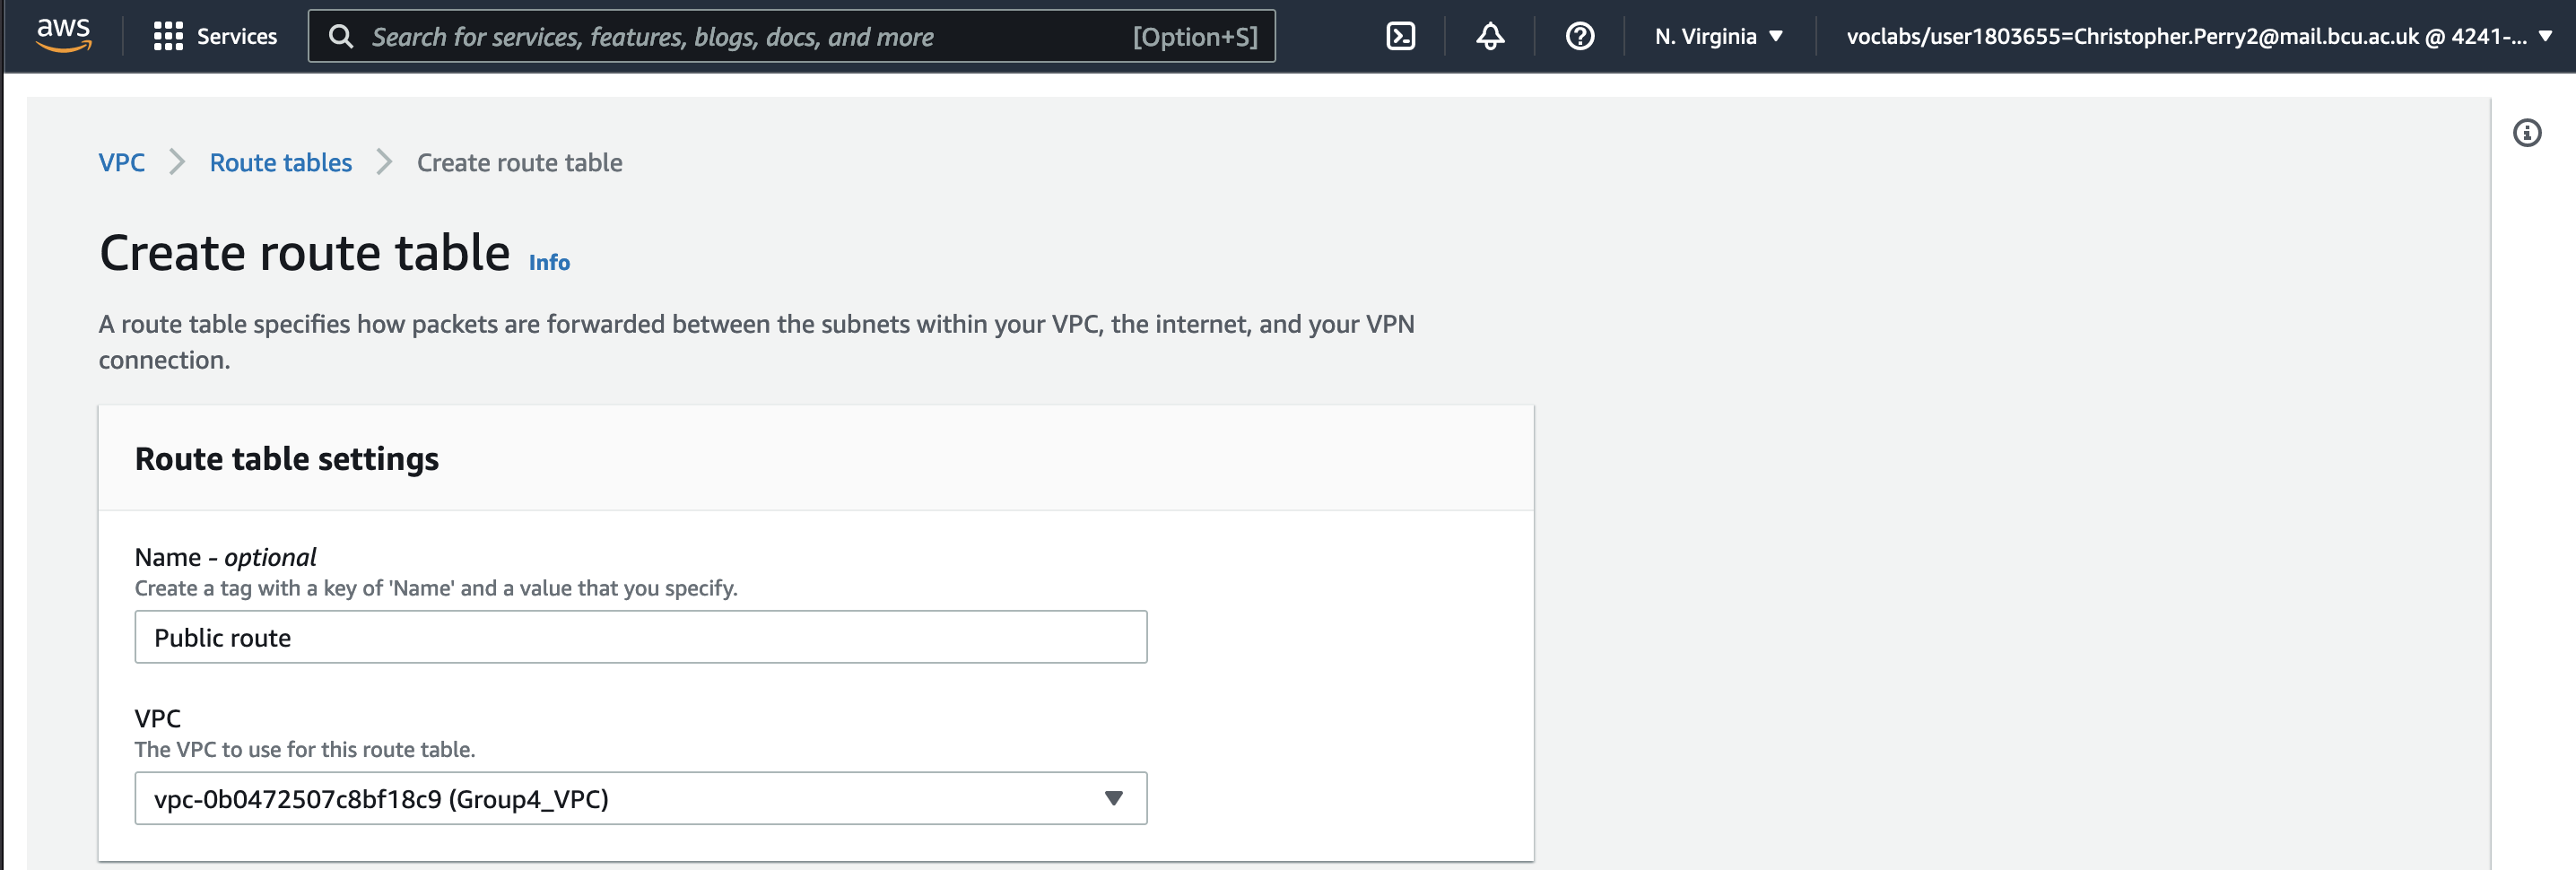 aws
Services
Search for services, features, blogs, docs, and more
[Option+S]
N. Virginia
voclabs/user1803655=Christopher.Perry2@mail.bcu.ac.uk @ 4241-...
VPC
Route tables
Create route table
Create route table Info
A route table specifies how packets are forwarded between the subnets within your VPC, the internet, and your VPN
connection.
Route table settings
Name - optional
Create a tag with a key of 'Name' and a value that you specify.
Public route
VPC
The VPC to use for this route table.
vpc-0b0472507c8bf18c9 (Group4_VPC)